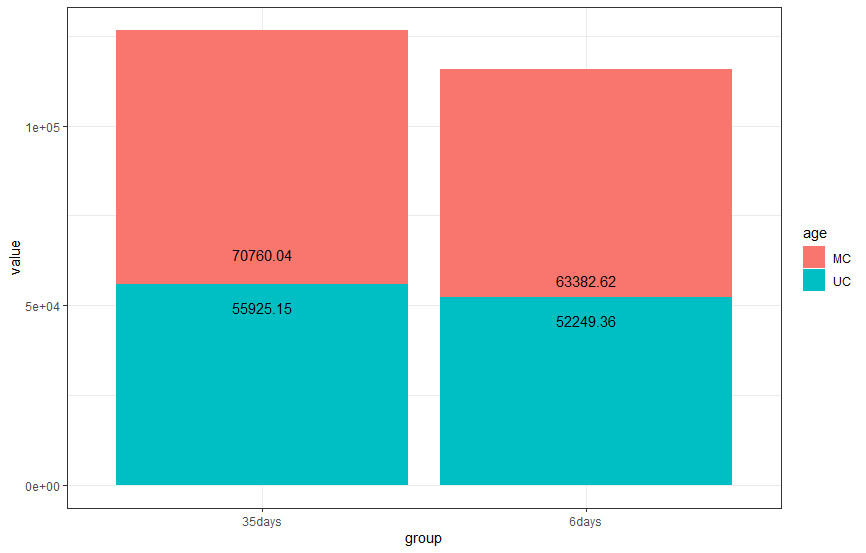 value
1e+05
5e+04
0e+00
70760.04
55925.15
63382.62
52249.36
35days
6days
group
age
MC
UC